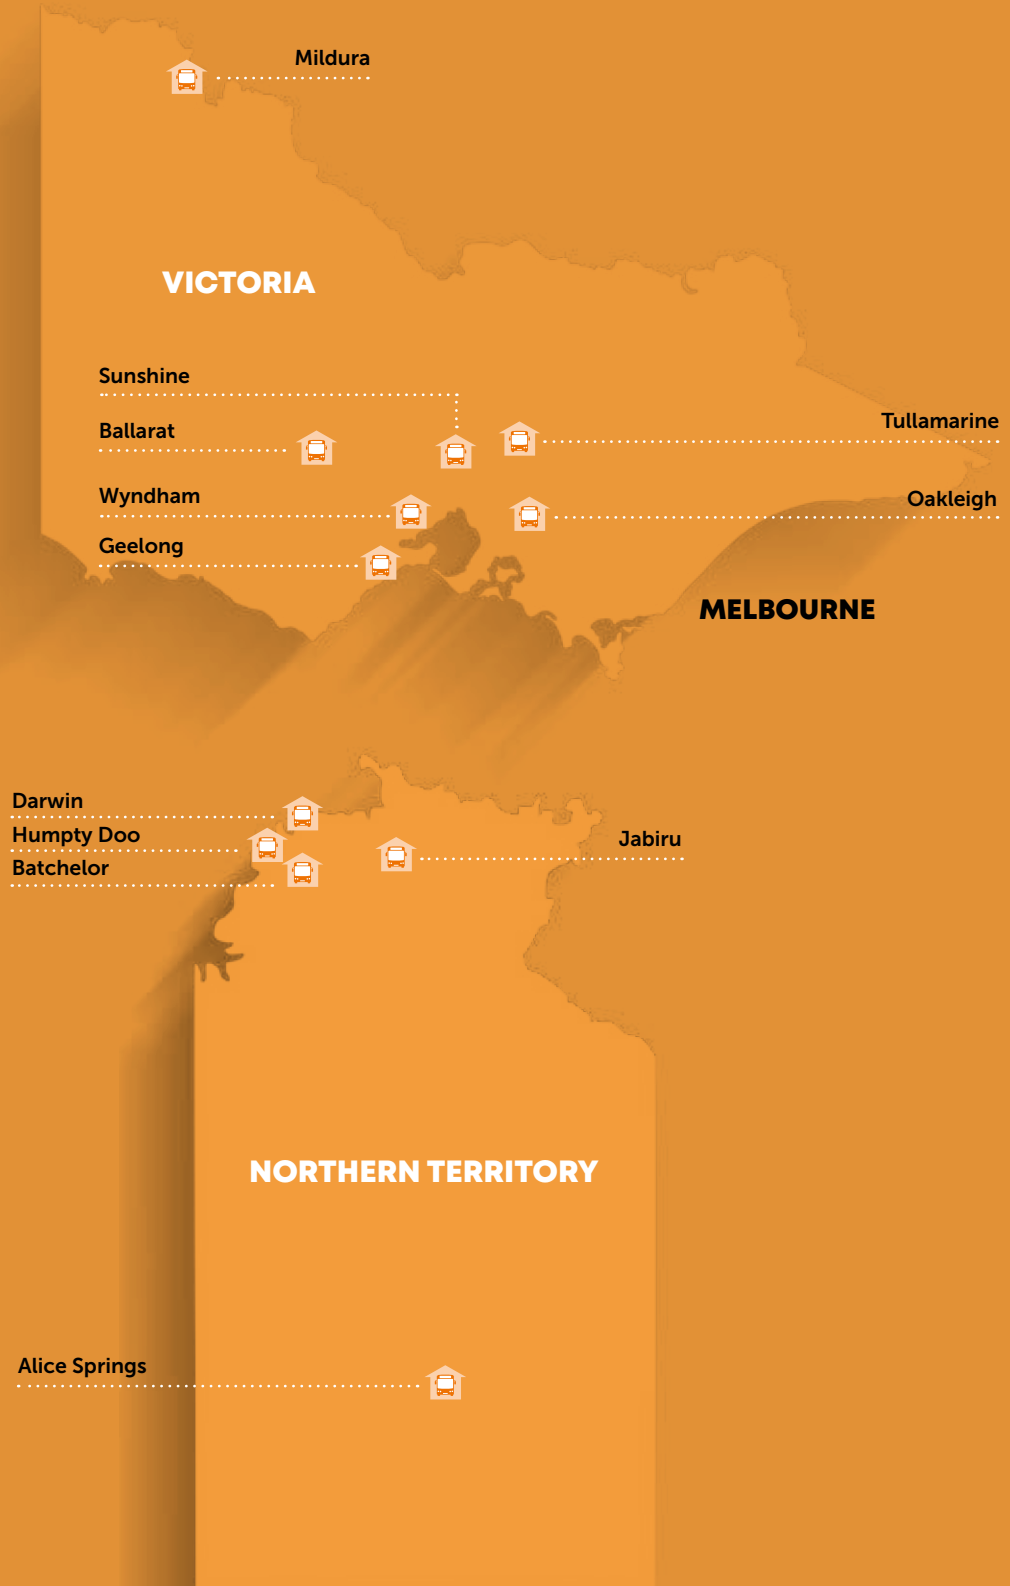 Mildura
VICTORIA
Sunshine
Ballarat
Tullamarine
Wyndham
Oakleigh
Geelong
MELBOURNE
Darwin
Humpty Doo
Jabiru
Batchelor
NORTHERN TERRITORY
Alice Springs